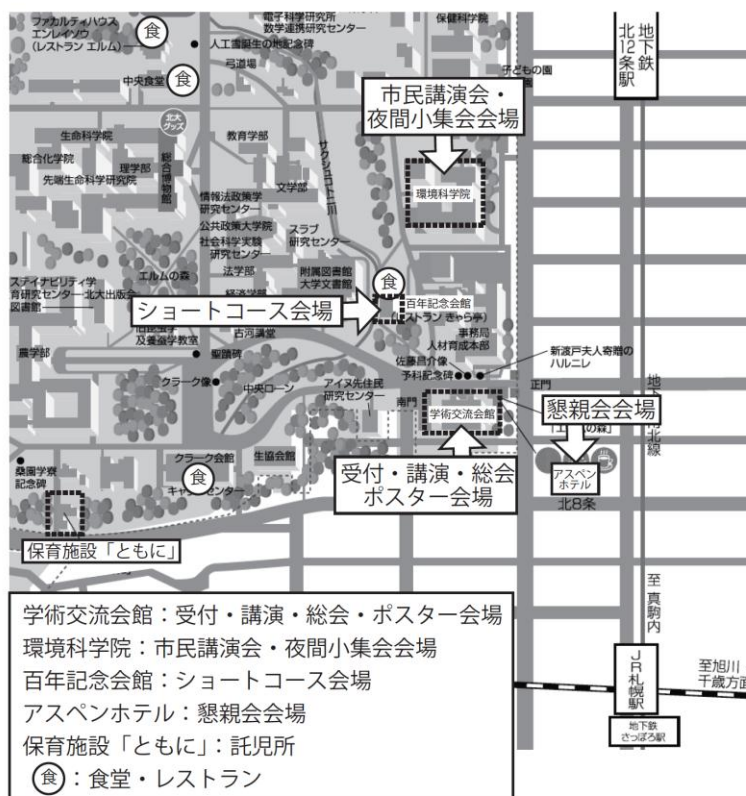 ファカルティハウス
エンレイソウ
(レストラン エルム)
食
電子科学研究所
数学連携研究センター
保健科学院
地下鉄
北12条駅
人工雪誕生の地記念碑
弓道場
中央食堂
食
子どもの園
市民講演会・
夜間小集会会場
北大
グッズ
生命科学院
教育学部
サクシュコトニ川
総合化学院
理学部
総合博物館
先端生命科学研究院
文学部
環境科学院
情報法政策学
研究センター
公共政策大学院
社会科学実験
研究センター
スラブ
研究センター
法学部
附属図書館
大学文書館
食
ステイナビリティ学
育研究センター
北大出版会
図書館
エルムの森
経済学部
ショートコース会場
百年記念会館
(レストラン きゃら亭)
事務局
人材育成本部
及養蚕学教室
古河講堂
農学部
聖蹟碑
佐藤昌介像
予科記念碑
新渡戸夫人寄贈の
ハルニレ
クラーク像
中央ローン
アイヌ先住民
研究センター
南門
正門
学術交流会館
懇親会会場
クラーク会館
生協会館
食
受付・講演・総会
ポスター会場
アスペン
ホテル
北8条
桑園学寮
記念碑
保育施設「ともに」
至 真駒内
学術交流会館:受付・講演・総会・ポスター会場
環境科学院:市民講演会・夜間小集会会場
百年記念会館:ショートコース会場
アスペンホテル:懇親会会場
保育施設「ともに」:託児所
食:食堂・レストラン
JR札幌駅
至旭川
千歳方面
地下鉄
さっぽろ駅